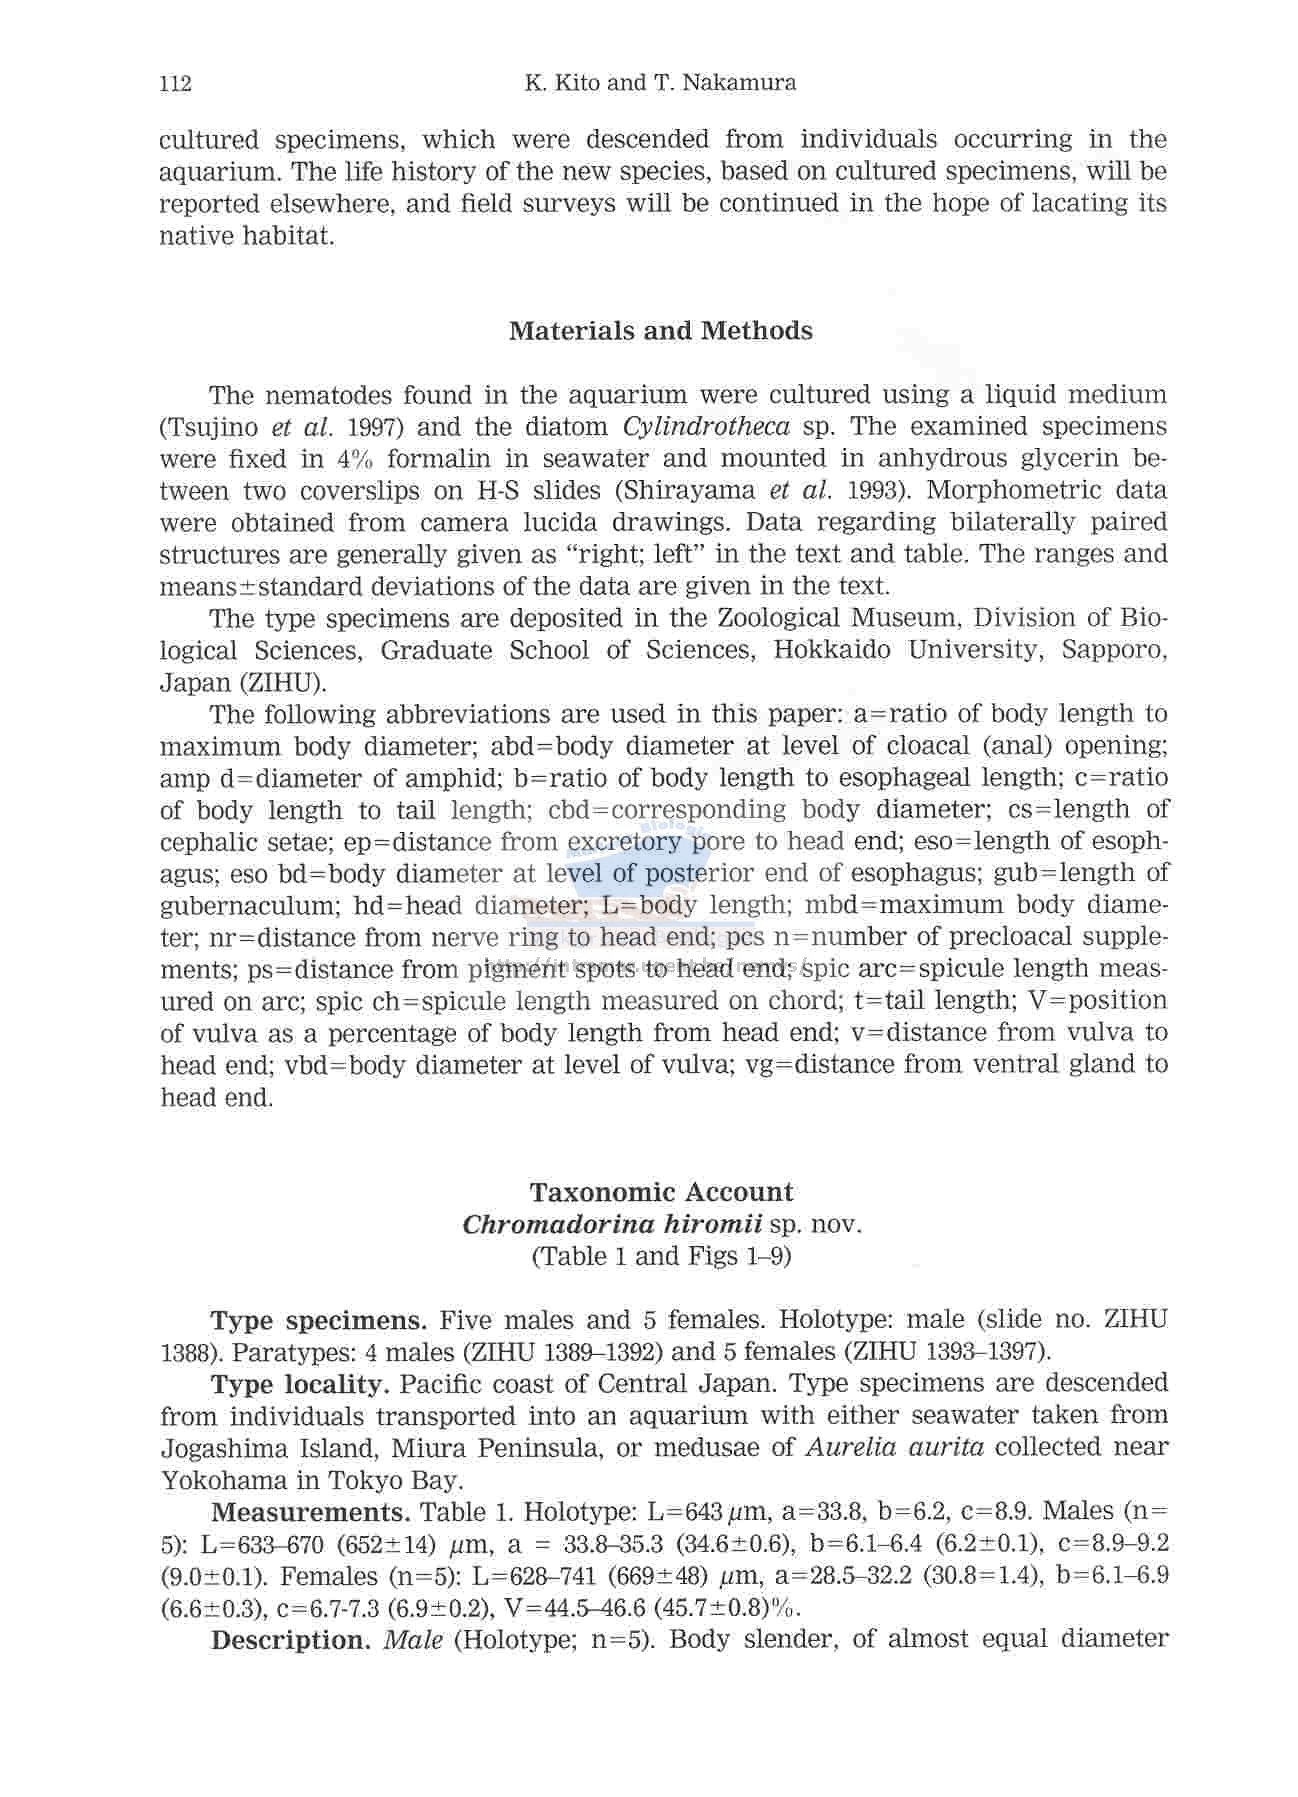 112
K. Kito and T. Nakamura
cultured specimens, which were descended from individuals occurring in the
aquarium. The life history of the new species, based on cultured specimens, will be
reported elsewhere, and field surveys will be continued in the hope of lacating its
native habitat.
Materials and Methods
The nematodes found in the aquarium were cultured using a liquid medium
(Tsujino et al. 1997) and the diatom Cylindrotheca sp. The examined specimens
were fixed in 4% formalin in seawater and mounted in anhydrous glycerin be-
tween two coverslips on H-S slides (Shirayama et al. 1993). Morphometric data
were obtained from camera lucida drawings. Data regarding bilaterally paired
structures are generally given as “right; left” in the text and table. The ranges and
means±standard deviations of the data are given in the text.
The type specimens are deposited in the Zoological Museum, Division of Bio-
logical Sciences, Graduate School of Sciences, Hokkaido University, Sapporo,
Japan (ZIHU).
The following abbreviations are used in this paper: a=ratio of body length to
maximum body diameter; abd=body diameter at level of cloacal (anal) opening;
amp d=diameter of amphid; b=ratio of body length to esophageal length; c=ratio
of body length to tail length; cbd=corresponding body diameter; cs=length of
cephalic setae; ep=distance from excretory pore to head end; eso=length of esoph-
agus; eso bd=body diameter at level of posterior end of esophagus; gub=length of
gubernaculum; hd=head diameter; L=body length; mbd=maximum body diame-
ter; nr=distance from nerve ring to head end; pcs n=number of precloacal supple-
ments; ps=distance from pigment spots to head end; spic arc=spicule length meas-
ured on arc; spic ch=spicule length measured on chord; t=tail length; V=position
of vulva as a percentage of body length from head end; v=distance from vulva to
head end; vbd=body diameter at level of vulva; vg=distance from ventral gland to
head end.
Taxonomic Account
Chromadorina hiromii sp. nov.
(Table 1 and Figs 1–9)
Type specimens. Five males and 5 females. Holotype: male (slide no. ZIHU
1388). Paratypes: 4 males (ZIHU 1389–1392) and 5 females (ZIHU 1393–1397).
Type locality. Pacific coast of Central Japan. Type specimens are descended
from individuals transported into an aquarium with either seawater taken from
Jogashima Island, Miura Peninsula, or medusae of Aurelia aurita collected near
Yokohama in Tokyo Bay.
Measurements. Table 1. Holotype: L=643 μm, a=33.8, b=6.2, c=8.9. Males (n=
5): L=633–670 (652±14) μm, a = 33.8–35.3 (34.6±0.6), b=6.1–6.4 (6.2±0.1), c=8.9–9.2
(9.0±0.1). Females (n=5): L=628–741 (669±48) μm, a=28.5–32.2 (30.8=1.4), b=6.1–6.9
(6.6±0.3), c=6.7-7.3 (6.9±0.2), V=44.5–46.6 (45.7±0.8)%.
Description. Male (Holotype; n=5). Body slender, of almost equal diameter